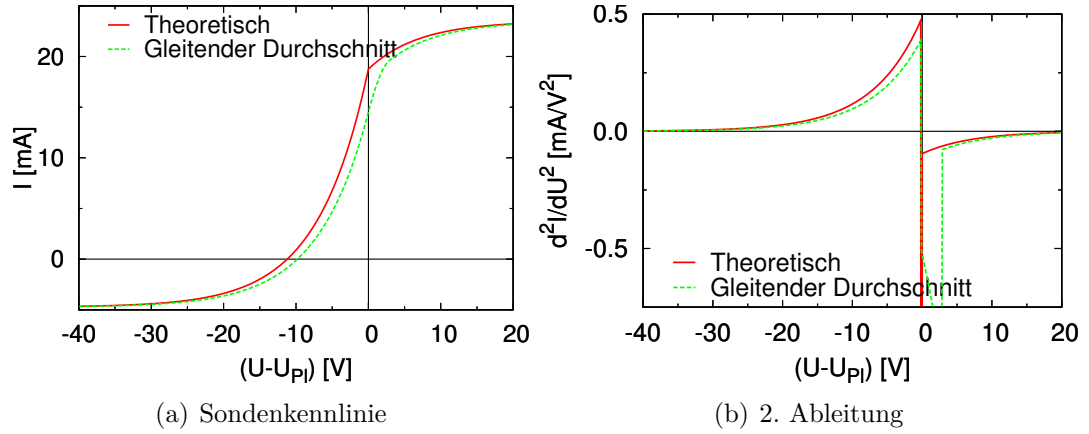 Theoretisch
Gleitender Durchschnitt
I [mA]
20
10
0
-40 -30 -20 -10 0 10 20
(U-U_Pl) [V]
(a) Sondenkennlinie
0.5
0.0
-0.5
d²I/dU² [mA/V²]
Theoretisch
Gleitender Durchschnitt
-40 -30 -20 -10 0 10 20
(U-U_Pl) [V]
(b) 2. Ableitung